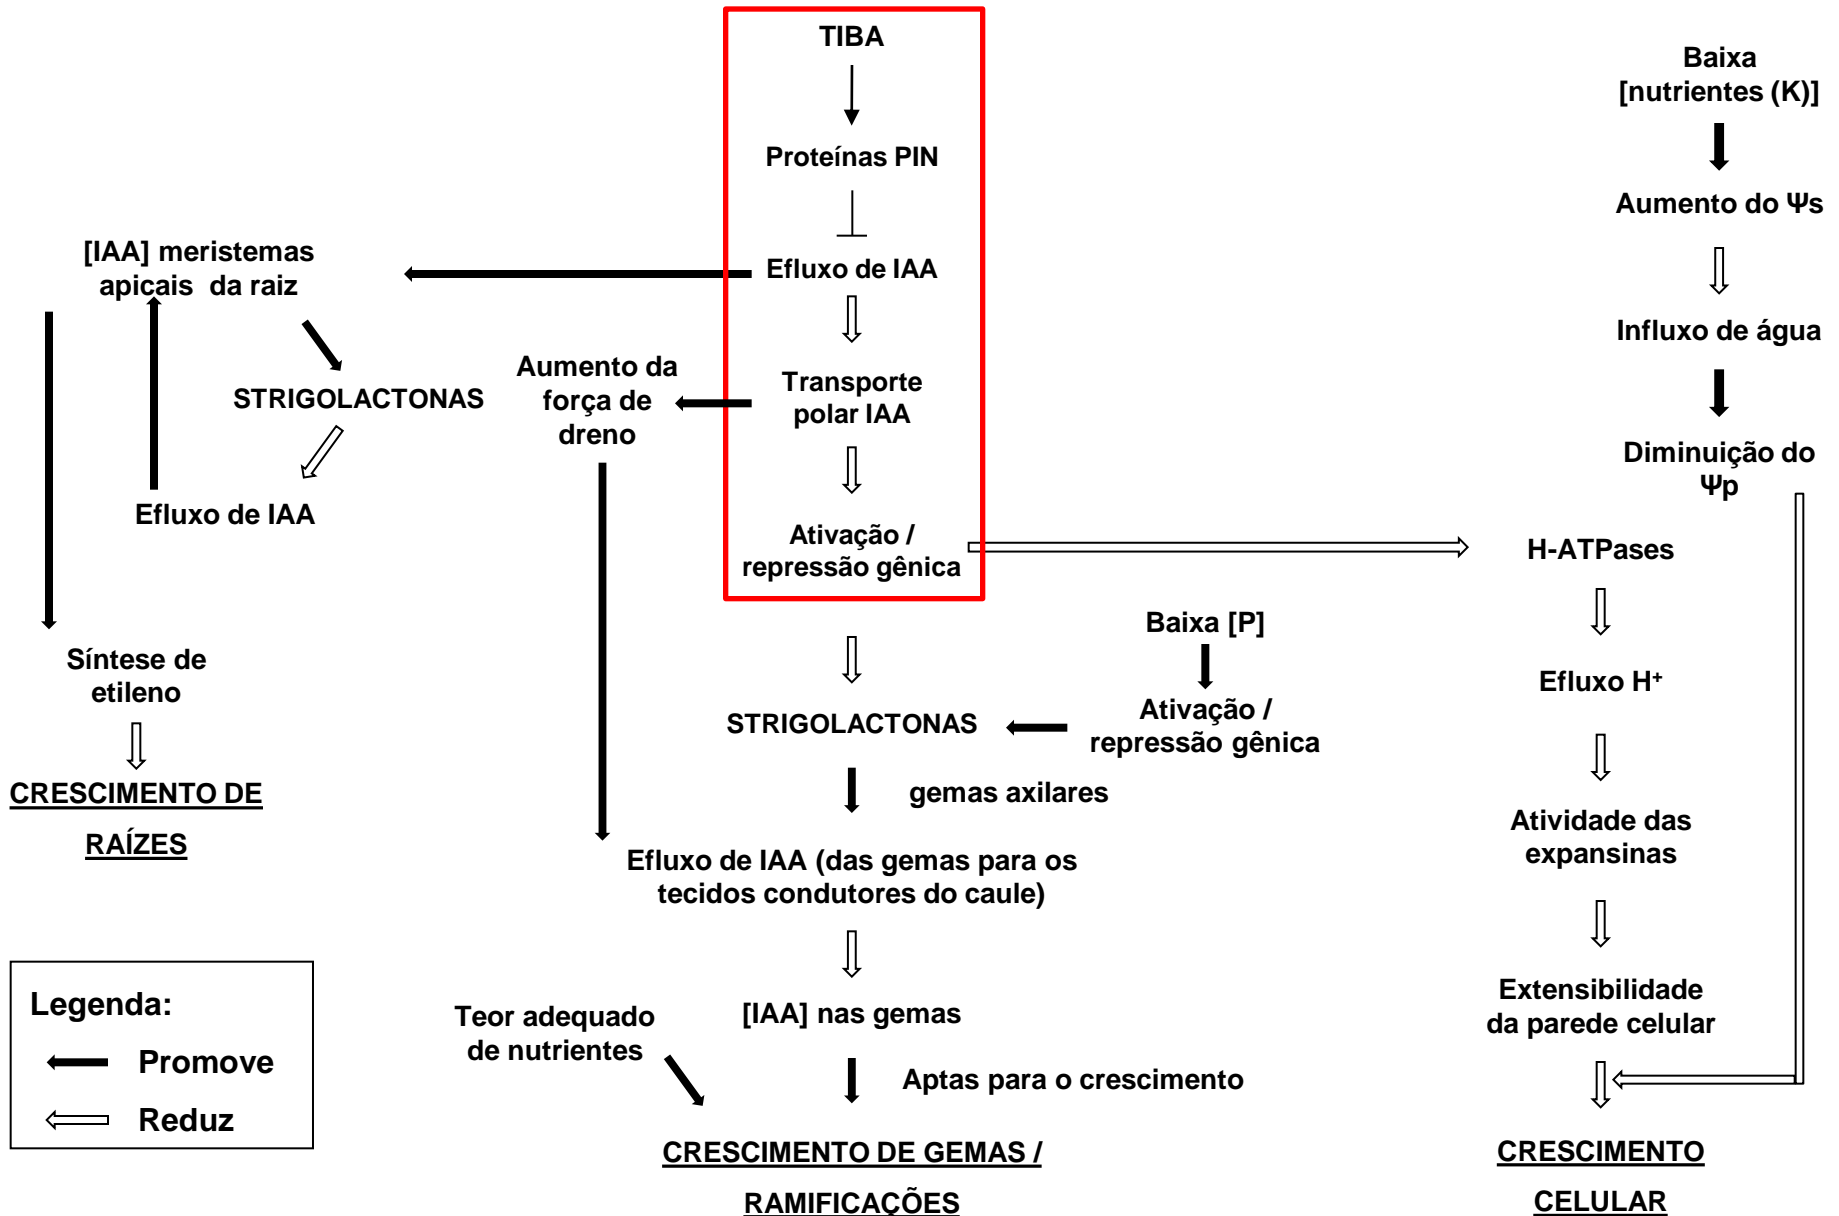 TIBA
Proteínas PIN
Efluxo de IAA
Transporte
polar IAA
Ativação /
repressão gênica
[IAA] meristemas
apicais da raiz
STRIGOLACTONAS
Efluxo de IAA
Síntese de
etileno
CRESCIMENTO DE
RAÍZES
Aumento da
força de
dreno
STRIGOLACTONAS
Baixa [P]
Ativação /
repressão gênica
gemas axilares
Efluxo de IAA (das gemas para os
tecidos condutores do caule)
[IAA] nas gemas
Teor adequado
de nutrientes
Aptas para o crescimento
CRESCIMENTO DE GEMAS /
RAMIFICAÇÕES
Baixa
[nutrientes (K)]
Aumento do Ψs
Influxo de água
Diminuição do
Ψp
H-ATPases
Efluxo H⁺
Atividade das
expansinas
Extensibilidade
da parede celular
CRESCIMENTO
CELULAR
Legenda:
Promove
Reduz